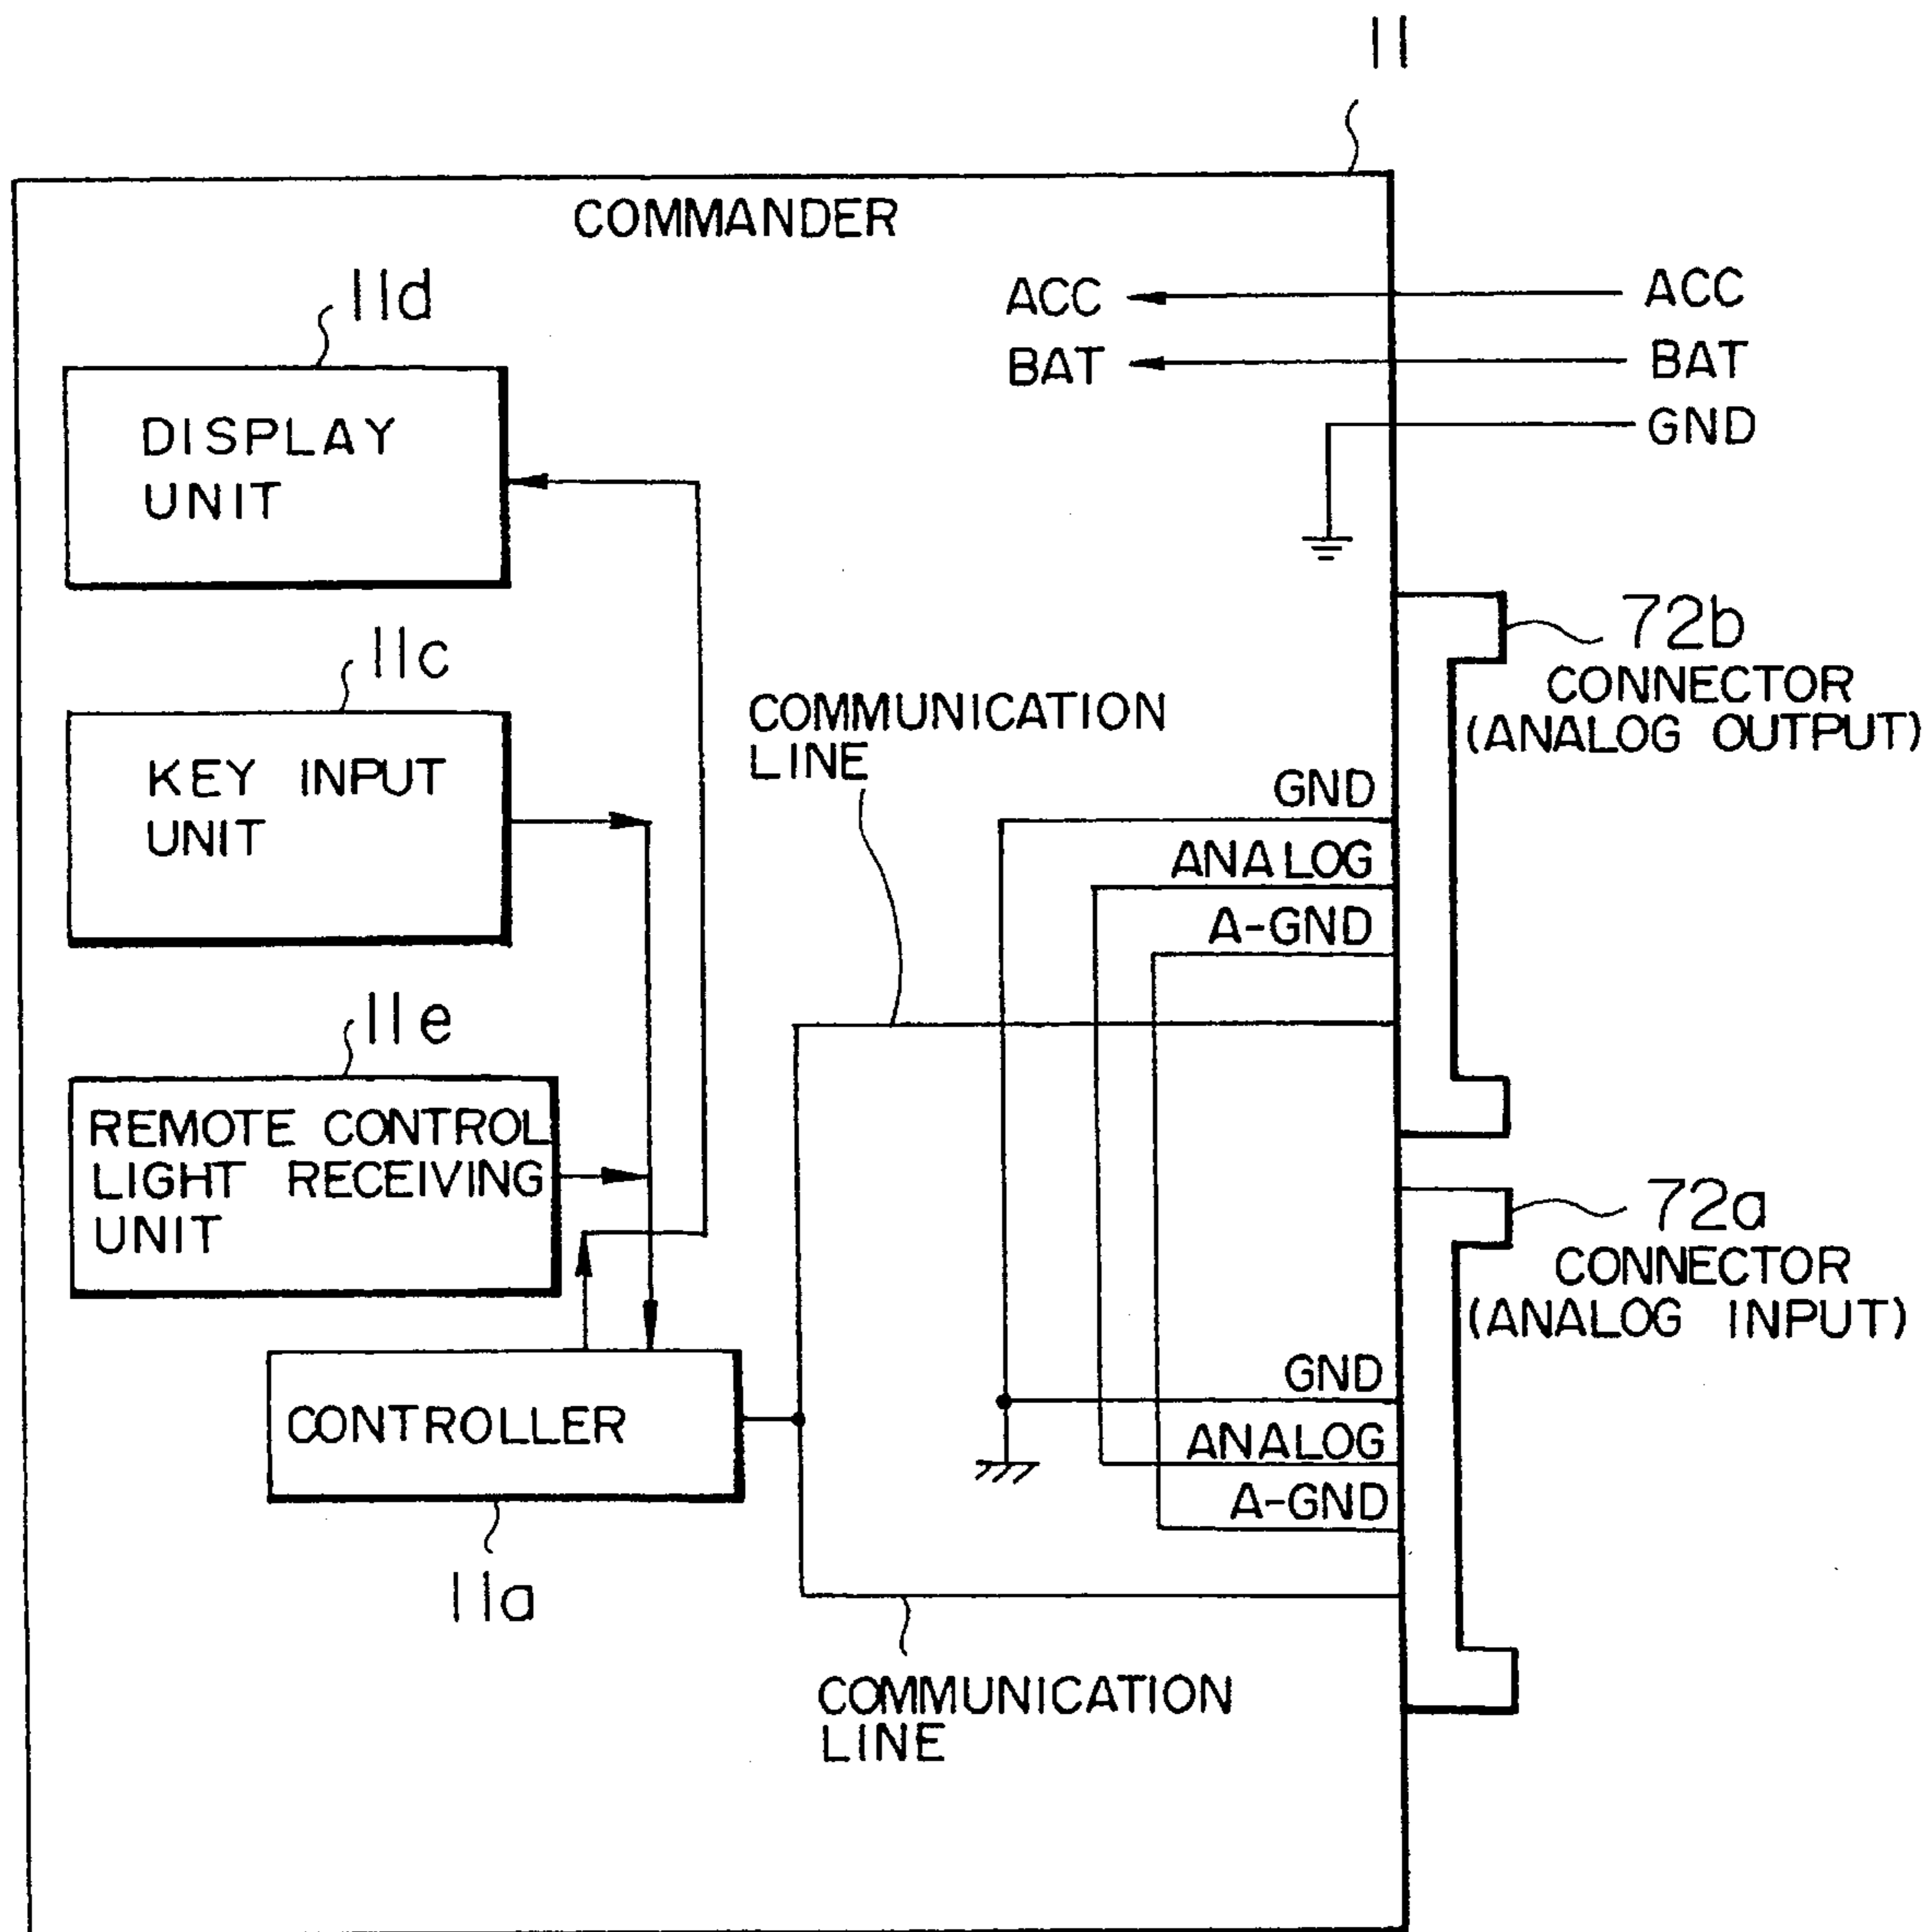 11
COMMANDER
11d
ACC
ACC
BAT
BAT
GND
DISPLAY
UNIT
11c
72b
CONNECTOR
(ANALOG OUTPUT)
COMMUNICATION
LINE
KEY INPUT
UNIT
GND
ANALOG
A-GND
11e
REMOTE CONTROL
LIGHT RECEIVING
UNIT
72a
CONNECTOR
(ANALOG INPUT)
GND
ANALOG
A-GND
CONTROLLER
11a
COMMUNICATION
LINE